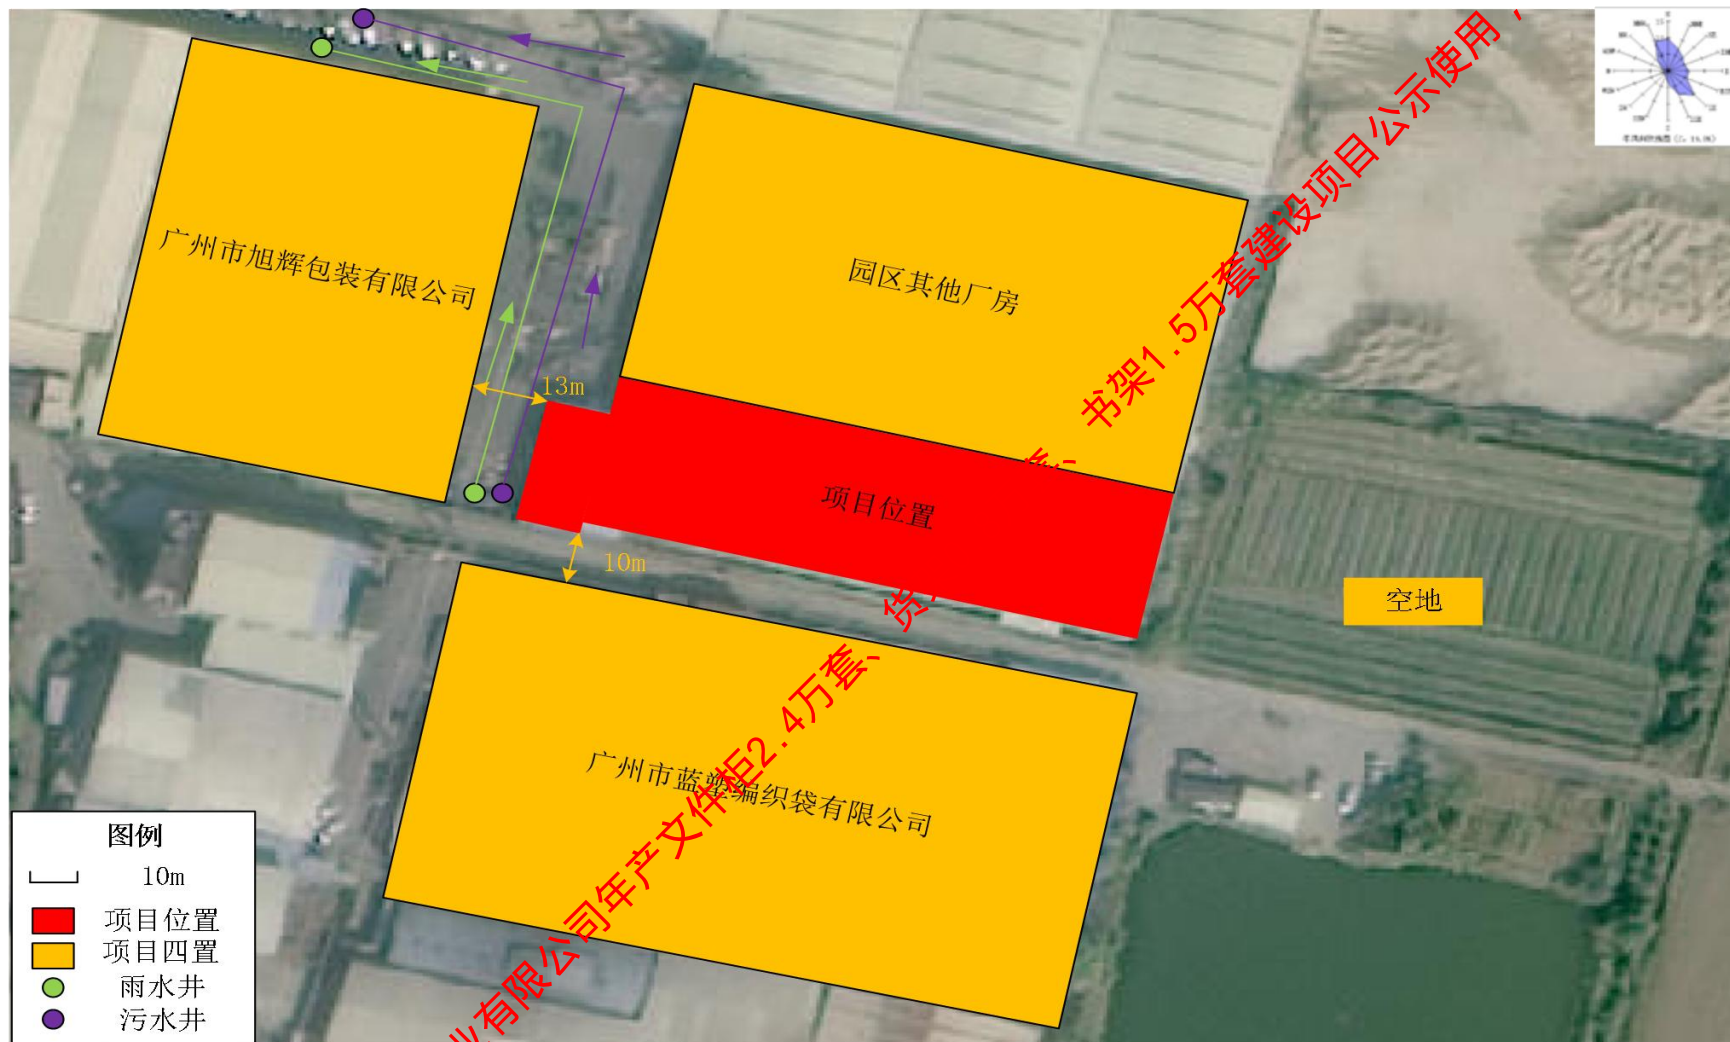 广州市旭辉包装有限公司
园区其他厂房
13m
项目位置
10m
空地
广州市蓝塑编织袋有限公司
业有限公司年产文件柜2.4万套、货
套、书架1.5万套建设项目公示使用,
图例
10m
项目位置
项目四置
雨水井
污水井